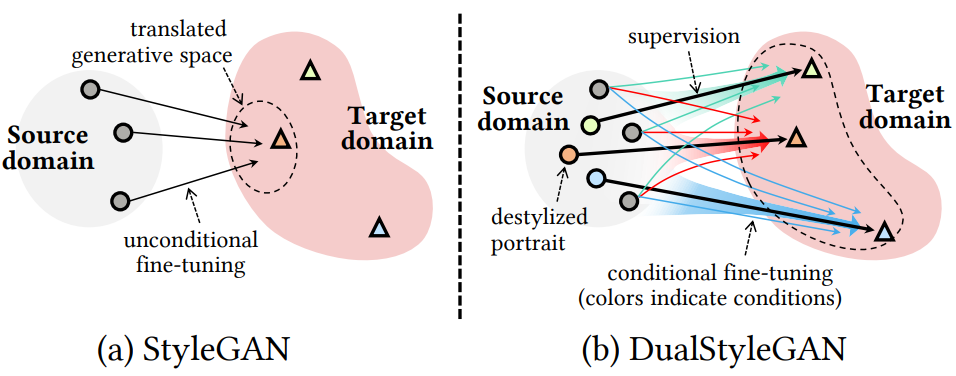 translated
generative space
Source
domain
Target
domain
unconditional
fine-tuning
(a) StyleGAN
supervision
Source
domain
Target
domain
destylized
portrait
conditional fine-tuning
(colors indicate conditions)
(b) DualStyleGAN